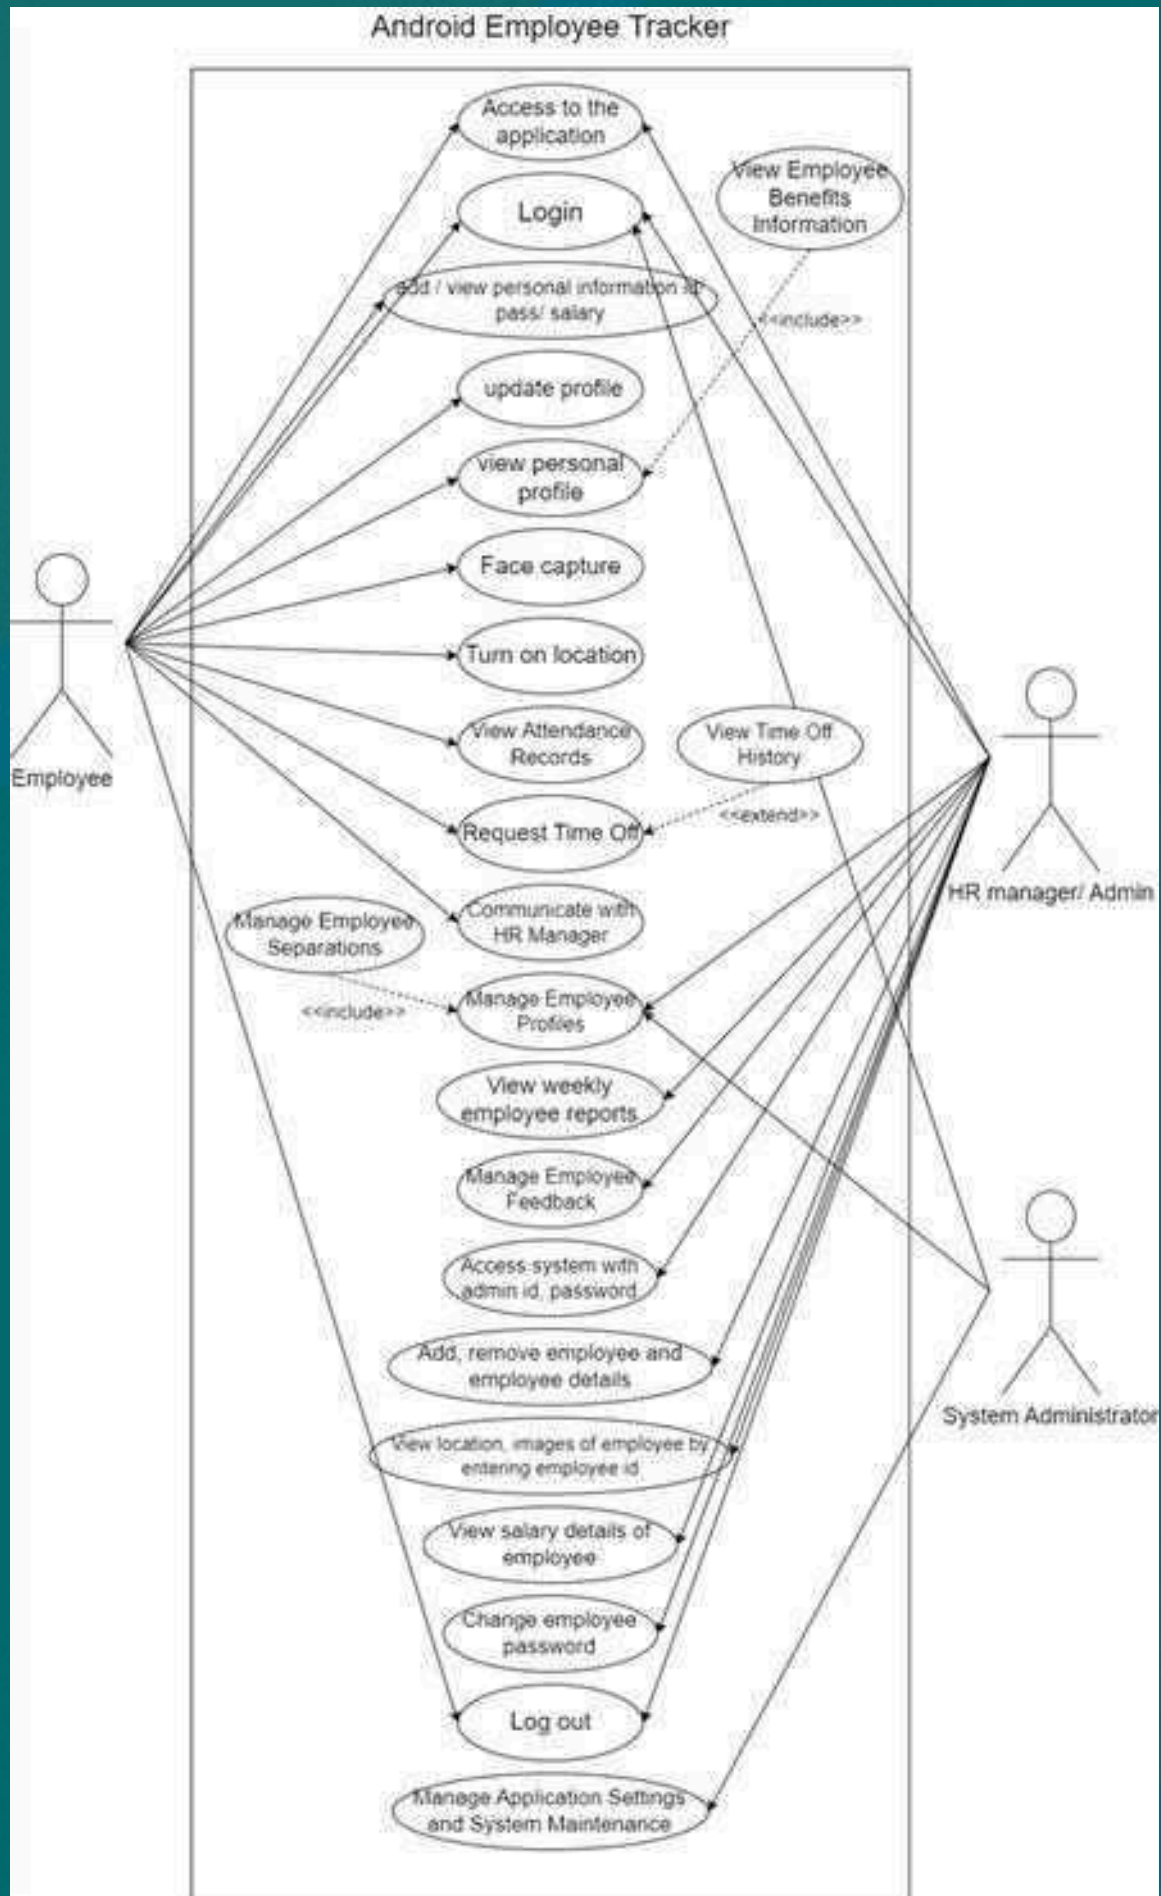 Android Employee Tracker
Access to the
application
View Employee
Benefits
Information
Login
add / view personal information id/
pass/ salary
<<include>>
update profile
view personal
profile
Face capture
Turn on location
View Attendance
Records
View Time Off
History
Employee
<<extend>>
Request Time Off
HR manager/ Admin
Communicate with
HR Manager
Manage Employee
Separations
<<include>>
Manage Employee
Profiles
View weekly
employee reports
Manage Employee
Feedback
Access system with
admin id, password
Add, remove employee and
employee details
System Administrator
View location, images of employee by
entering employee id
View salary details of
employee
Change employee
password
Log out
Manage Application Settings
and System Maintenance